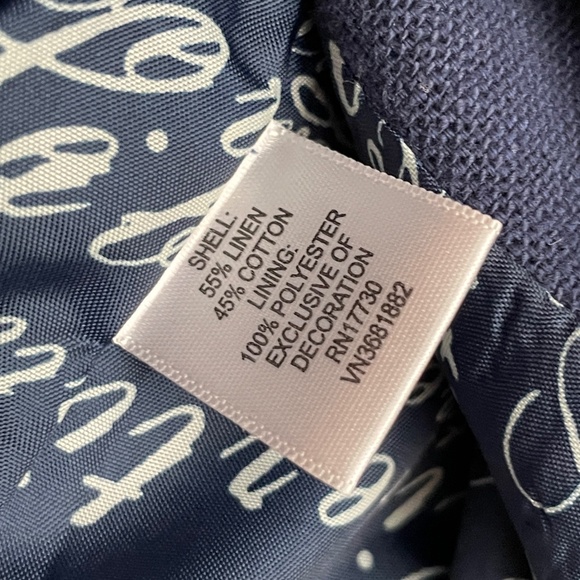 SHELL:
55% LINEN
45% COTTON
LINING:
100% POLYESTER
EXCLUSIVE OF
DECORATION
RN17730
VN3681882